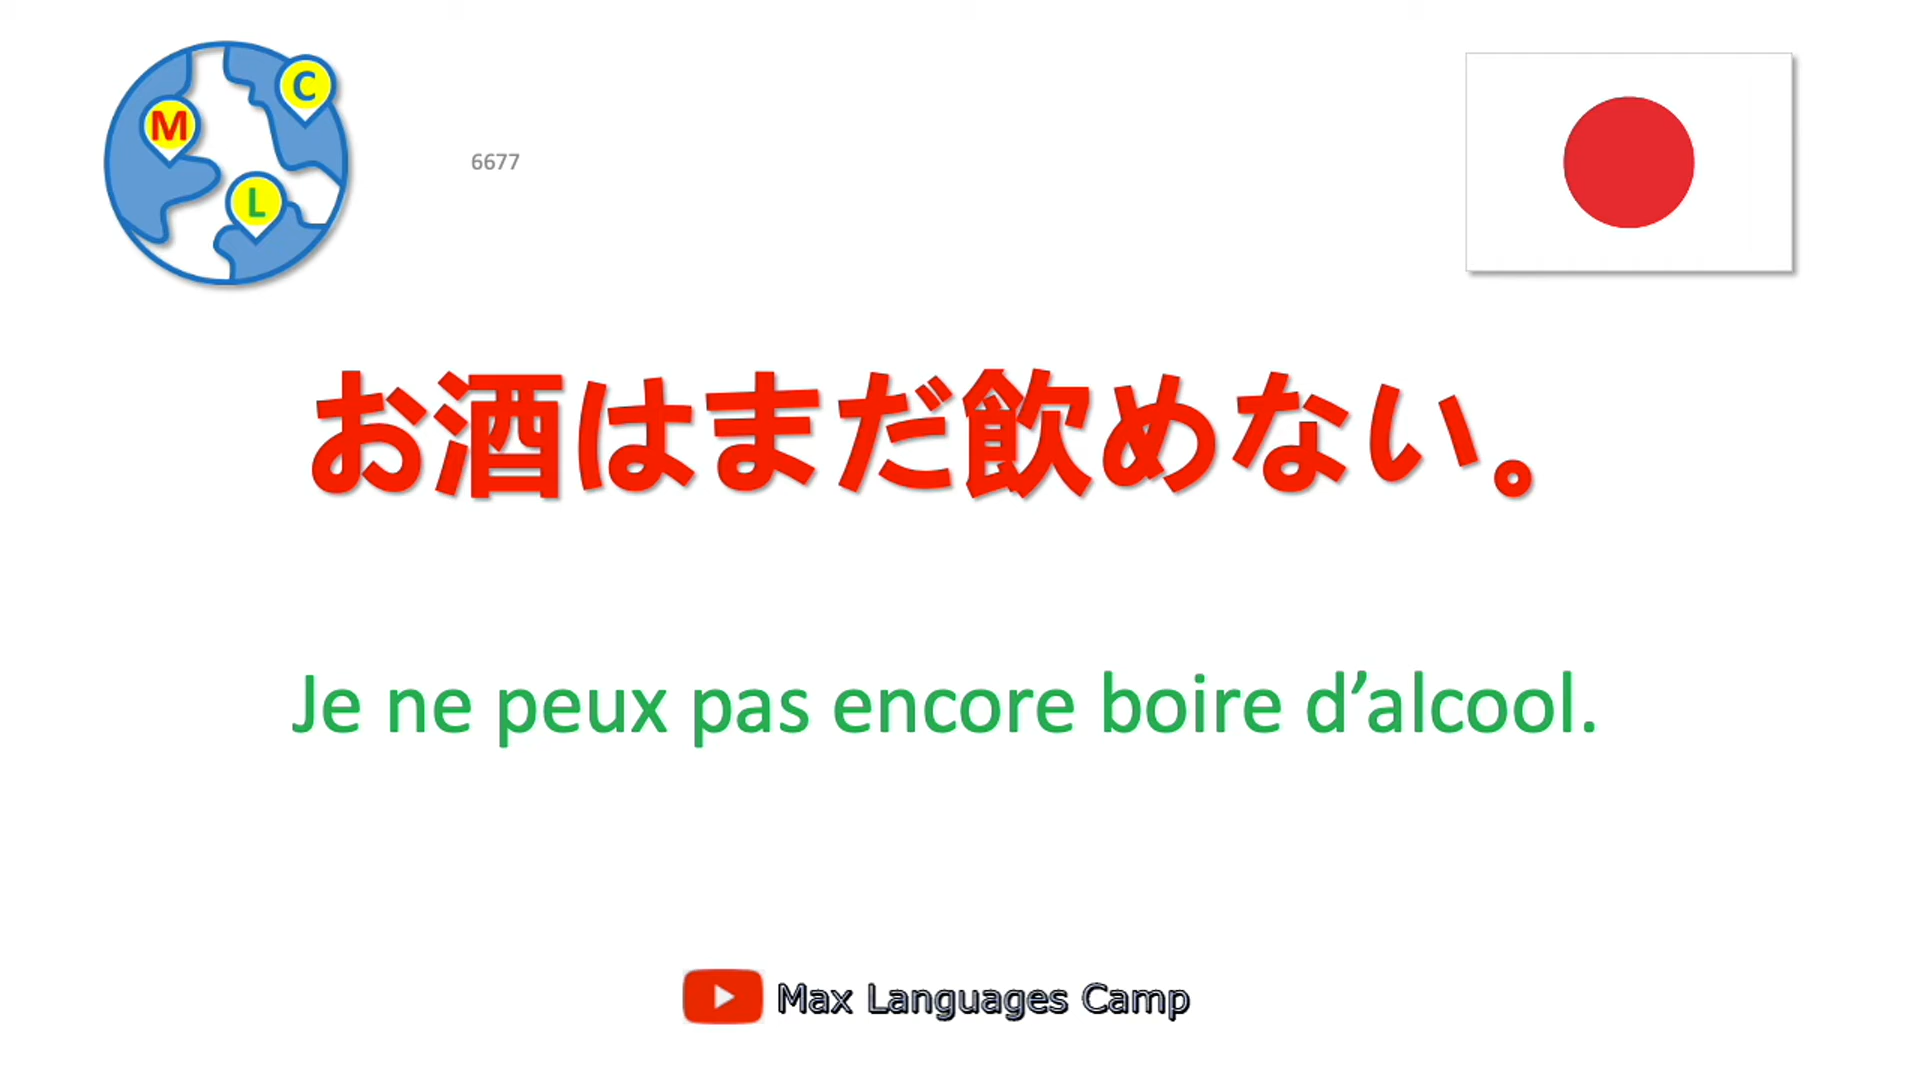 C
M
L
6677
お酒はまだ飲めない。
Je ne peux pas encore boire d’alcool.
Max Languages Camp